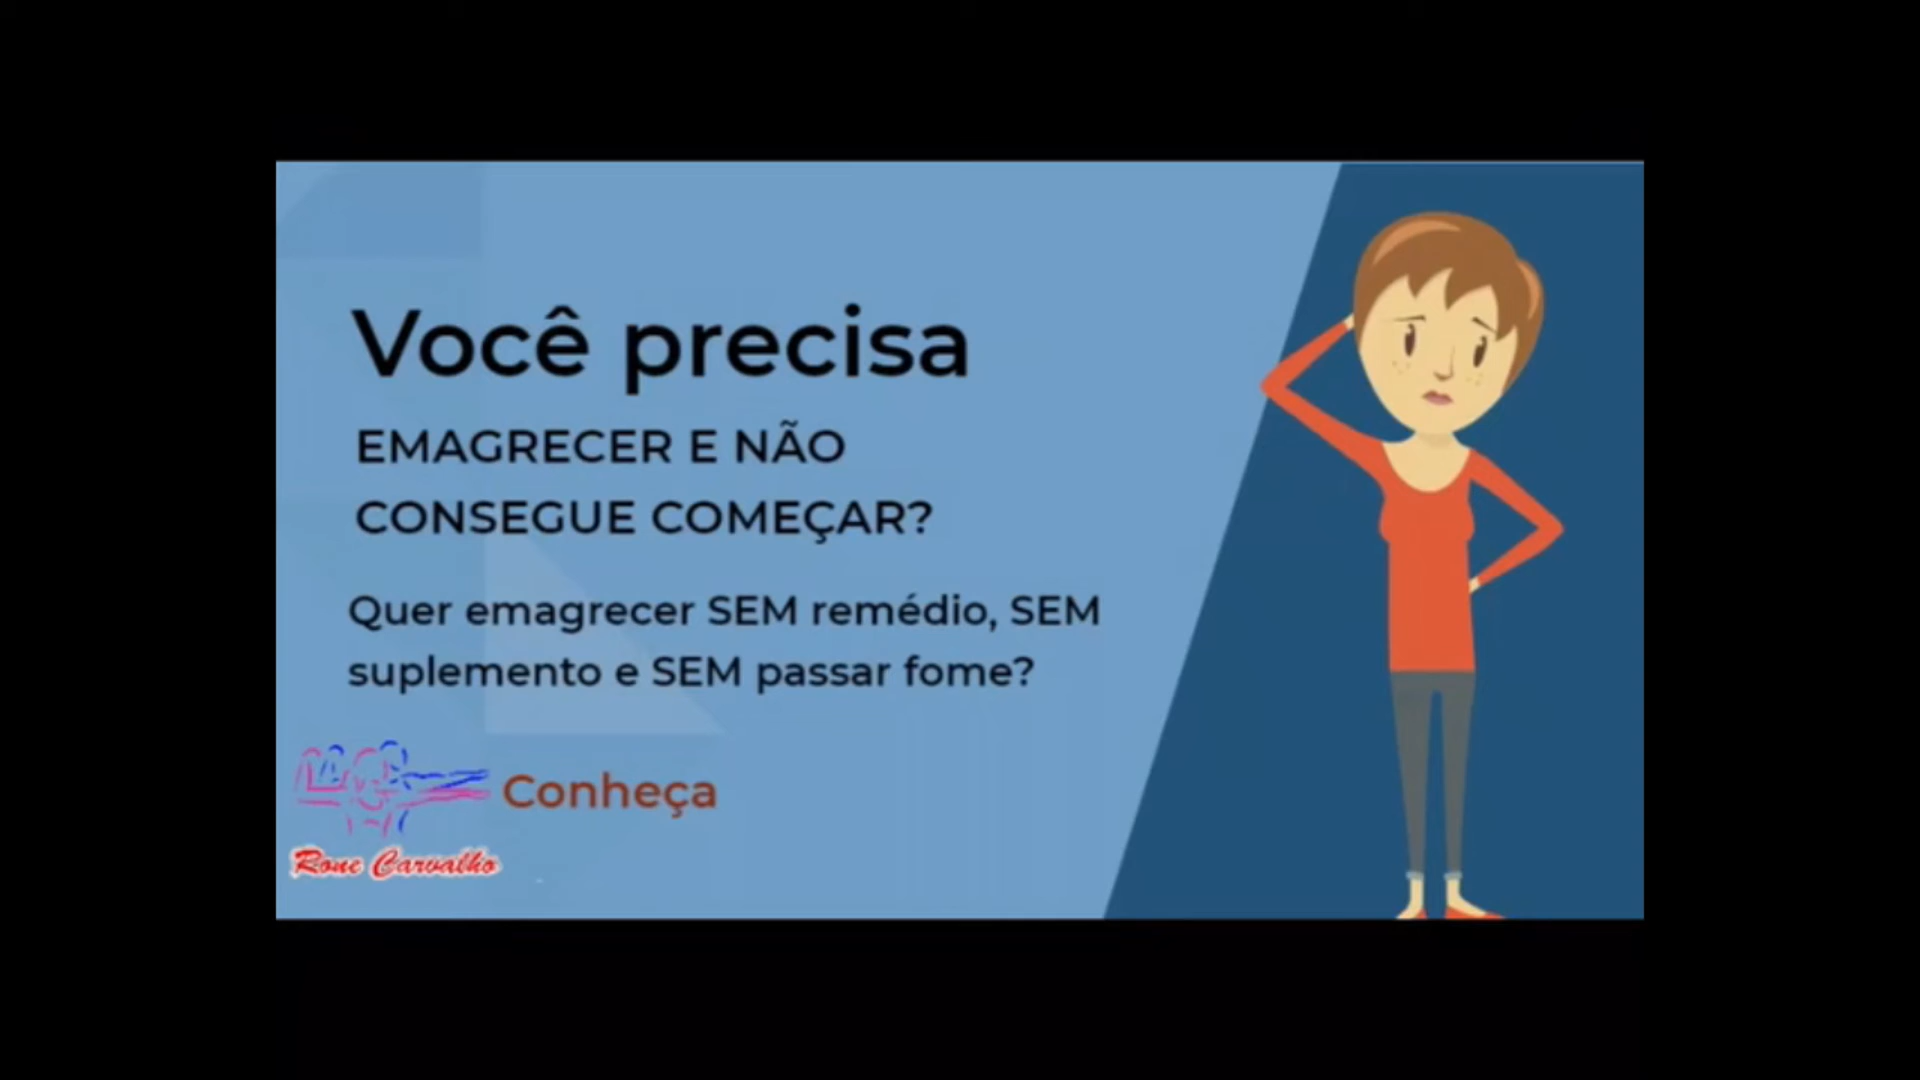 Você precisa
EMAGRECER E NÃO
CONSEGUE COMEÇAR?
Quer emagrecer SEM remédio, SEM
suplemento e SEM passar fome?
Conheça
Rone Carvalho